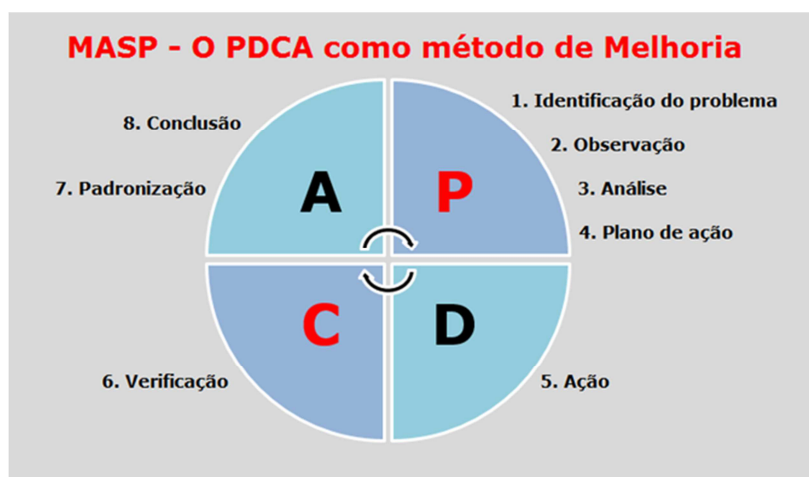 MASP - O PDCA como método de Melhoria
1. Identificação do problema
8. Conclusão
2. Observação
7. Padronização
3. Análise
A
P
4. Plano de ação
C
D
6. Verificação
5. Ação